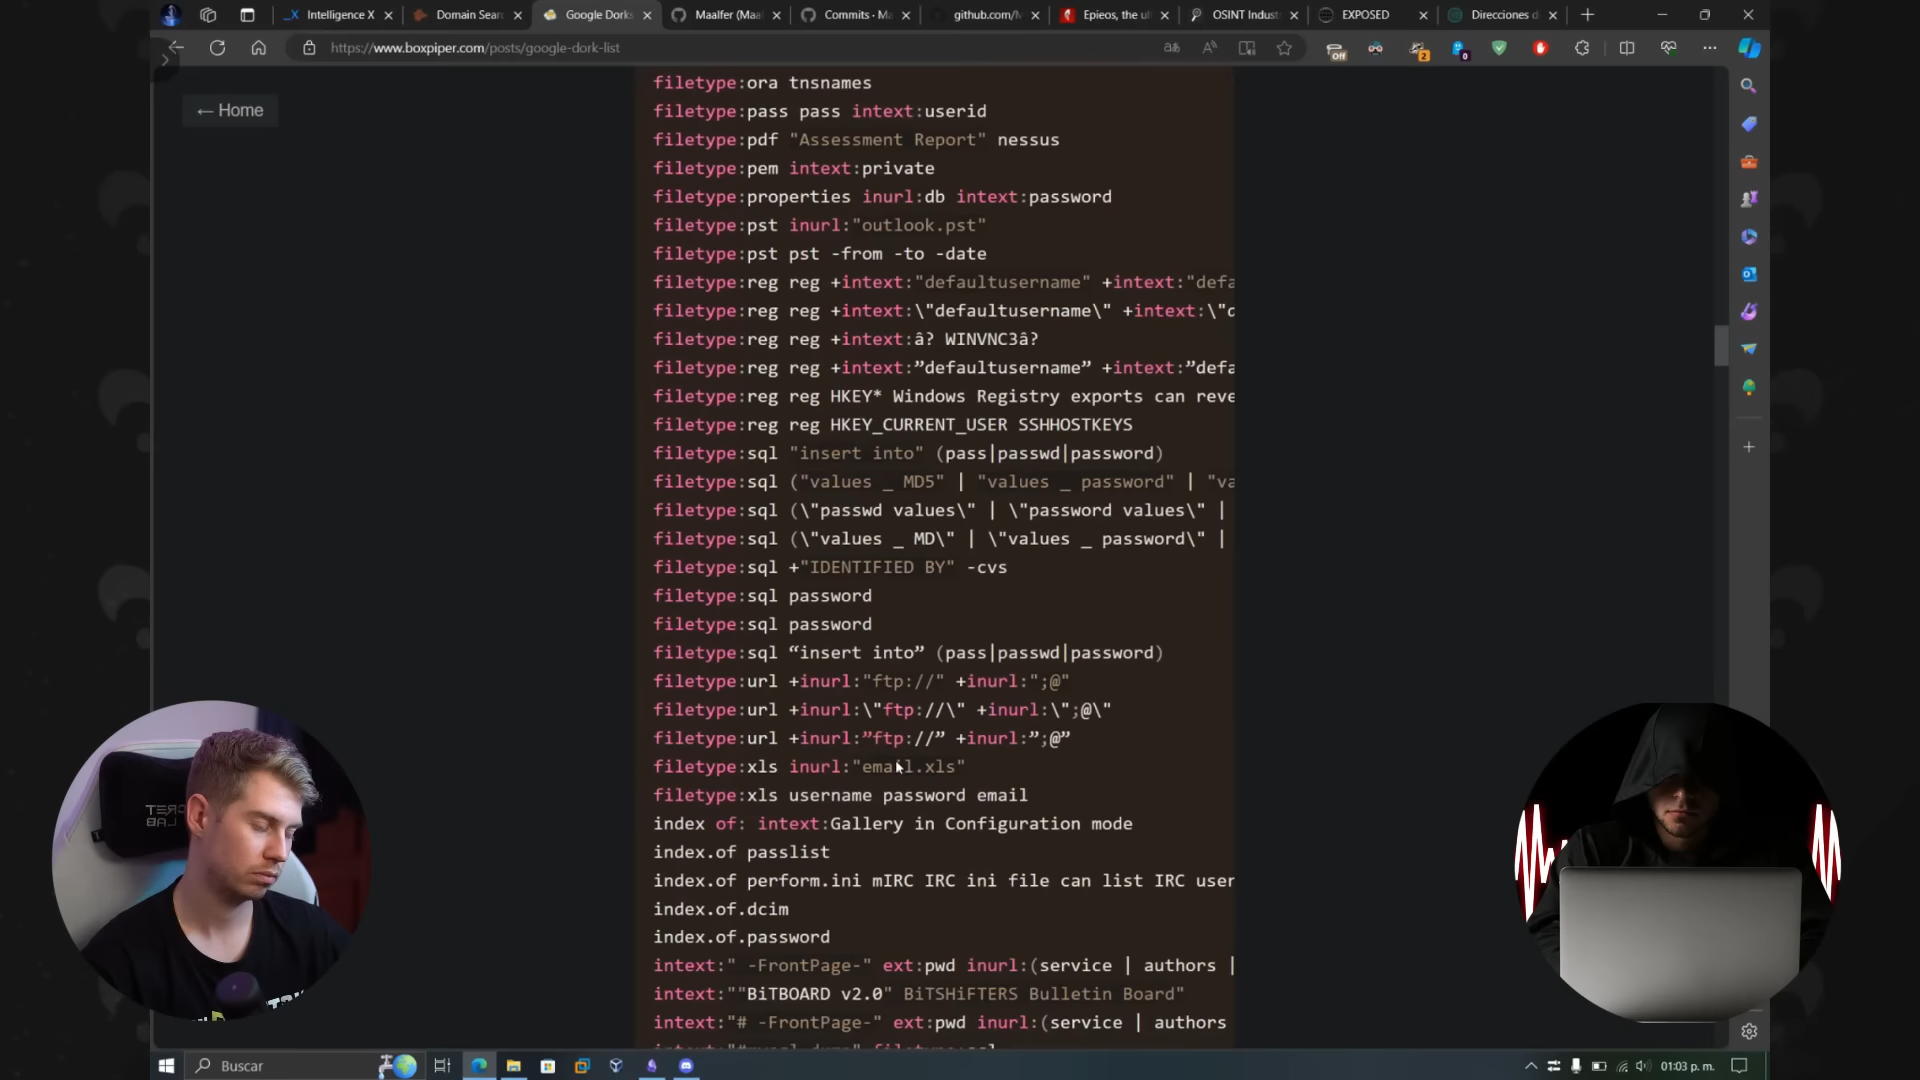 Intelligence X
Domain Sear
Google Dorks
Maalfer (Maa
Commits · Ma
github.com/M
Epieos, the ul
OSINT Indust
EXPOSED
Direcciones d
https://www.boxpiper.com/posts/google-dork-list
Off
2
0
← Home
filetype:ora tnsnames
filetype:pass pass intext:userid
filetype:pdf "Assessment Report" nessus
filetype:pem intext:private
filetype:properties inurl:db intext:password
filetype:pst inurl:"outlook.pst"
filetype:pst pst -from -to -date
filetype:reg reg +intext:"defaultusername" +intext:"defa
filetype:reg reg +intext:\"defaultusername\" +intext:\"d
filetype:reg reg +intext:â? WINVNC3â?
filetype:reg reg +intext:”defaultusername” +intext:”defa
filetype:reg reg HKEY* Windows Registry exports can reve
filetype:reg reg HKEY_CURRENT_USER SSHHOSTKEYS
filetype:sql "insert into" (pass|passwd|password)
filetype:sql ("values _ MD5" | "values _ password" | "va
filetype:sql (\"passwd values\" | \"password values\" |
filetype:sql (\"values _ MD\" | \"values _ password\" |
filetype:sql +"IDENTIFIED BY" -cvs
filetype:sql password
filetype:sql password
filetype:sql “insert into” (pass|passwd|password)
filetype:url +inurl:"ftp://" +inurl:";@"
filetype:url +inurl:\"ftp://\" +inurl:\";@\"
filetype:url +inurl:”ftp://” +inurl:”;@”
filetype:xls inurl:"email.xls"
filetype:xls username password email
index of: intext:Gallery in Configuration mode
index.of passlist
index.of perform.ini mIRC IRC ini file can list IRC user
index.of.dcim
index.of.password
intext:" -FrontPage-" ext:pwd inurl:(service | authors |
intext:""BiTBOARD v2.0" BiTSHiFTERS Bulletin Board"
intext:"# -FrontPage-" ext:pwd inurl:(service | authors
Buscar
01:03 p. m.